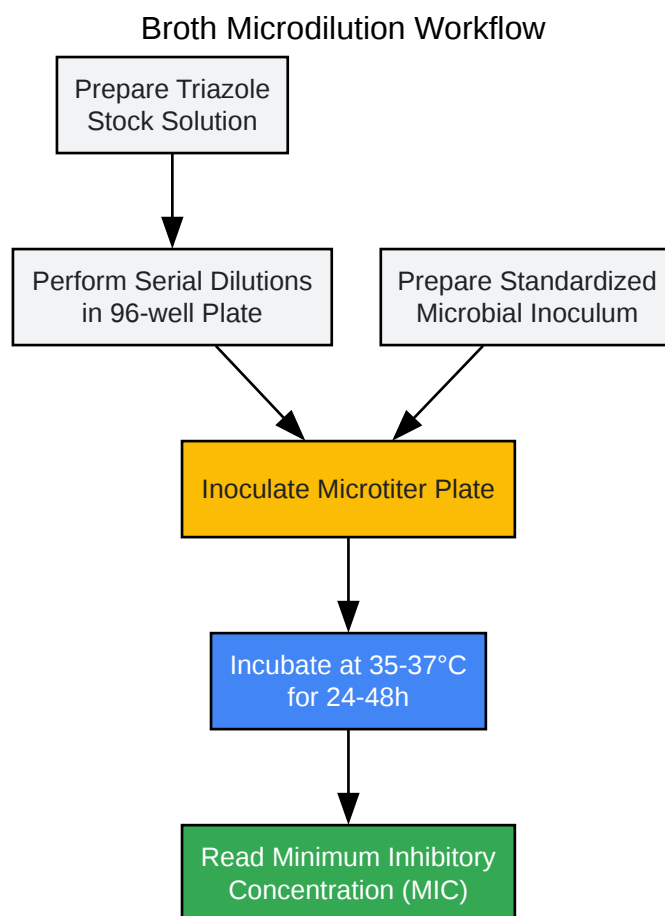 Broth Microdilution Workflow
Prepare Triazole
Stock Solution
Perform Serial Dilutions
in 96-well Plate
Prepare Standardized
Microbial Inoculum
Inoculate Microtiter Plate
Incubate at 35-37°C
for 24-48h
Read Minimum Inhibitory
Concentration (MIC)